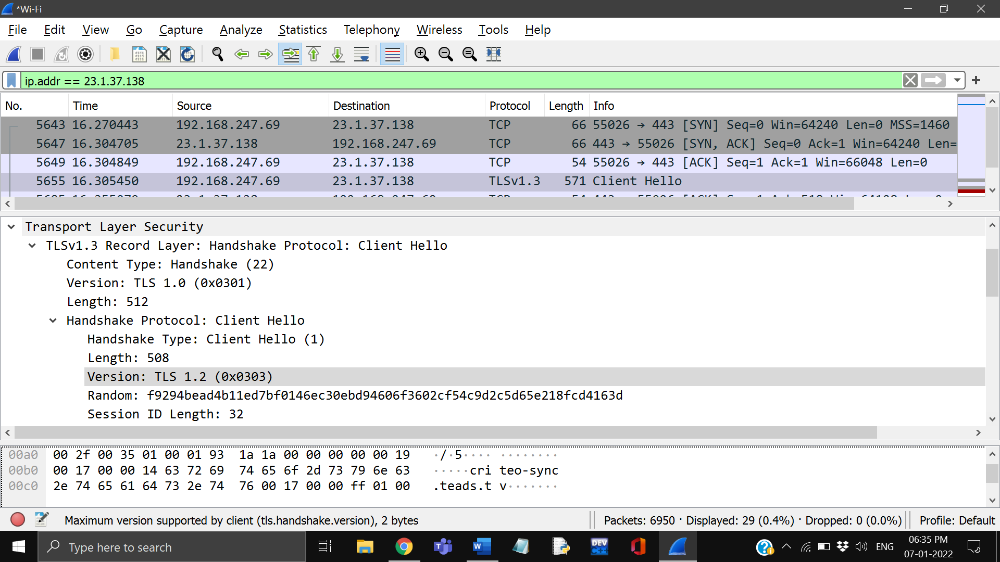 *Wi-Fi
File Edit View Go Capture Analyze Statistics Telephony Wireless Tools Help
ip.addr == 23.1.37.138
No. Time Source Destination Protocol Length Info
5643 16.270443 192.168.247.69 23.1.37.138 TCP 66 55026 → 443 [SYN] Seq=0 Win=64240 Len=0 MSS=1460
5647 16.304705 23.1.37.138 192.168.247.69 TCP 66 443 → 55026 [SYN, ACK] Seq=0 Ack=1 Win=64240 Len=
5649 16.304849 192.168.247.69 23.1.37.138 TCP 54 55026 → 443 [ACK] Seq=1 Ack=1 Win=66048 Len=0
5655 16.305450 192.168.247.69 23.1.37.138 TLSv1.3 571 Client Hello
Transport Layer Security
TLSv1.3 Record Layer: Handshake Protocol: Client Hello
Content Type: Handshake (22)
Version: TLS 1.0 (0x0301)
Length: 512
Handshake Protocol: Client Hello
Handshake Type: Client Hello (1)
Length: 508
Version: TLS 1.2 (0x0303)
Random: f9294bead4b11ed7bf0146ec30ebd94606f3602cf54c9d2c5d65e218fcd4163d
Session ID Length: 32
00a0 00 2f 00 35 01 00 01 93 1a 1a 00 00 00 00 00 19 ·/·5···· ········
00b0 00 17 00 00 14 63 72 69 74 65 6f 2d 73 79 6e 63 ·····cri teo-sync
00c0 2e 74 65 61 64 73 2e 74 76 00 17 00 00 ff 01 00 .teads.t v·······
Maximum version supported by client (tls.handshake.version), 2 bytes
Packets: 6950 · Displayed: 29 (0.4%) · Dropped: 0 (0.0%)
Profile: Default
Type here to search
DEV C++
ENG
06:35 PM
07-01-2022